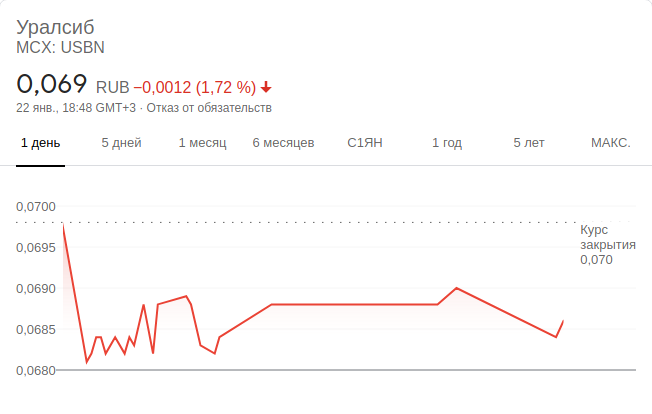 Уралсиб
MCX: USBN
0,069 RUB −0,0012 (1,72 %)
22 янв., 18:48 GMT+3 · Отказ от обязательств
1 день 5 дней 1 месяц 6 месяцев С1ЯН 1 год 5 лет МАКС.
0,0700
Курс
закрытия
0,070
0,0695
0,0690
0,0685
0,0680